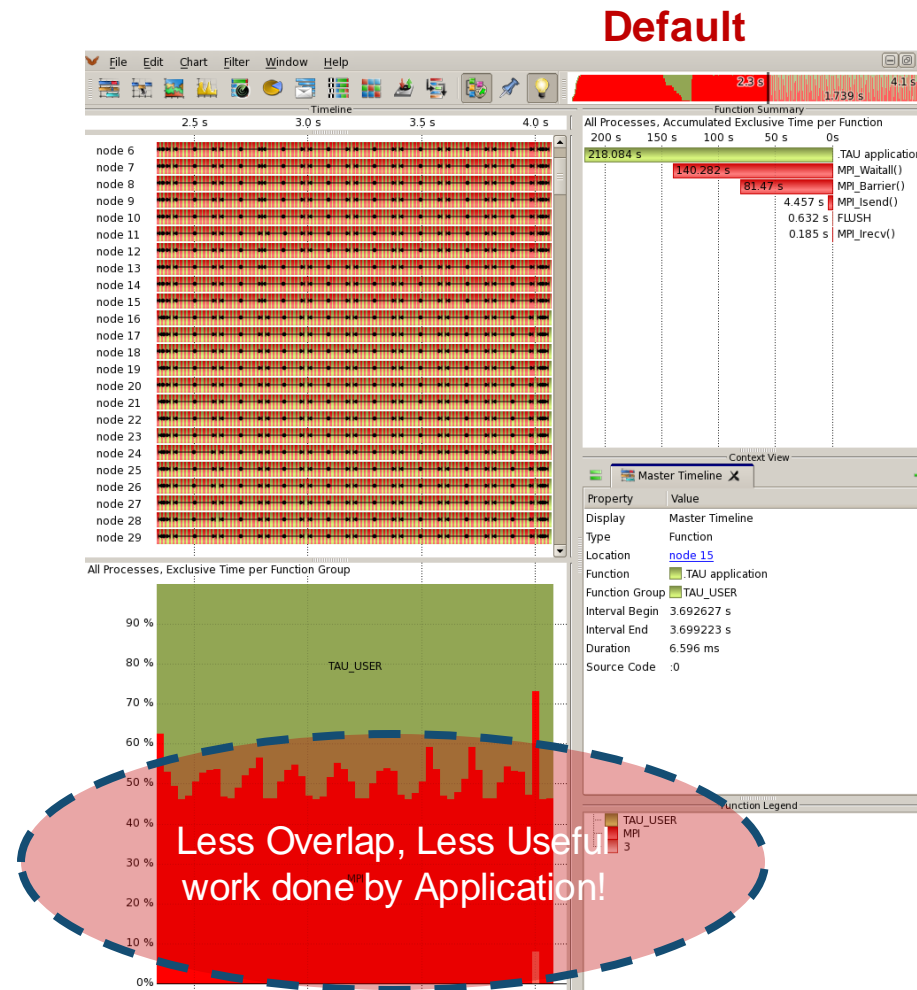 Default
File Edit Chart Filter Window Help
2.3 s 4.1 s
1.739 s
Timeline
2.5 s 3.0 s 3.5 s 4.0 s
node 6
node 7
node 8
node 9
node 10
node 11
node 12
node 13
node 14
node 15
node 16
node 17
node 18
node 19
node 20
node 21
node 22
node 23
node 24
node 25
node 26
node 27
node 28
node 29
Function Summary
All Processes, Accumulated Exclusive Time per Function
200 s 150 s 100 s 50 s 0s
218.084 s .TAU application
140.282 s MPI_Waitall()
81.47 s MPI_Barrier()
4.457 s MPI_Isend()
0.632 s FLUSH
0.185 s MPI_Irecv()
Context View
Master Timeline
Property Value
Display Master Timeline
Type Function
Location node 15
Function .TAU application
Function Group TAU_USER
Interval Begin 3.692627 s
Interval End 3.699223 s
Duration 6.596 ms
Source Code :0
All Processes, Exclusive Time per Function Group
90 %
80 %
70 %
60 %
50 %
40 %
30 %
20 %
10 %
0%
TAU_USER
MPI
Less Overlap, Less Useful
work done by Application!
Function Legend
TAU_USER
MPI
3